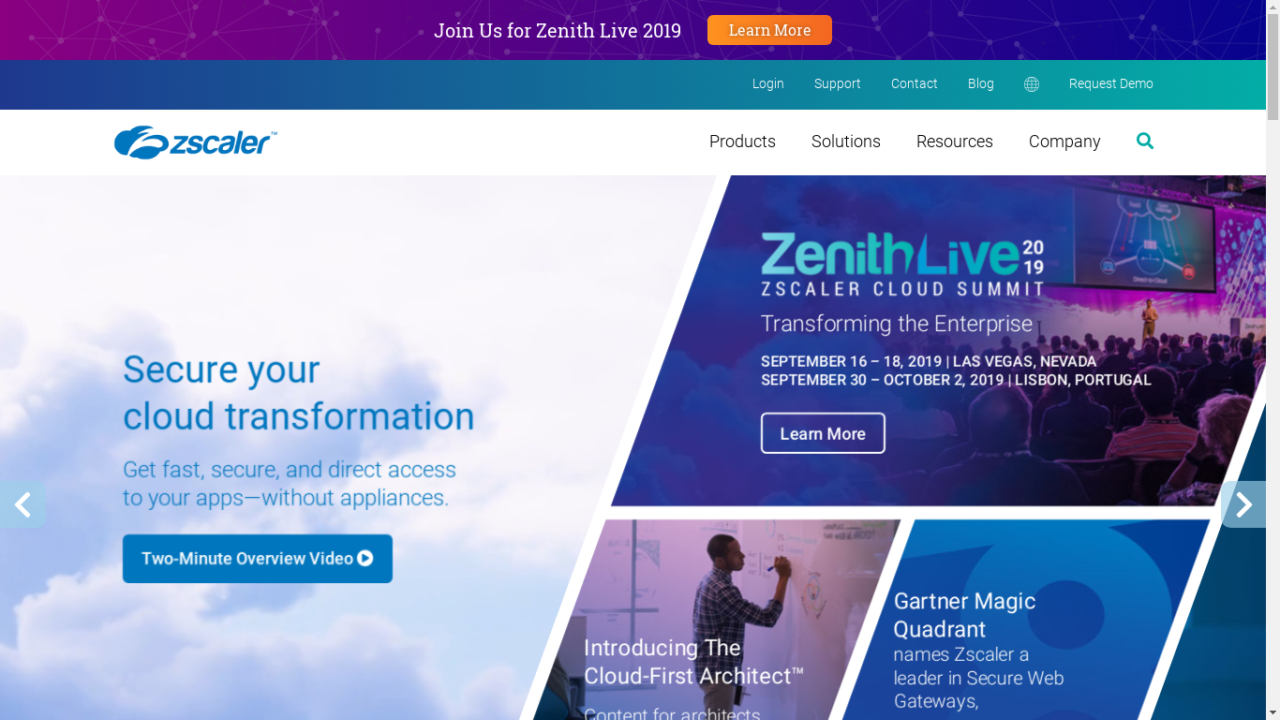 Join Us for Zenith Live 2019
Learn More
Login
Support
Contact
Blog
Request Demo
zscaler™
Products
Solutions
Resources
Company
Secure your
cloud transformation
Get fast, secure, and direct access
to your apps—without appliances.
Two-Minute Overview Video
ZenithLive 2019
ZSCALER CLOUD SUMMIT
Transforming the Enterprise
SEPTEMBER 16 – 18, 2019 | LAS VEGAS, NEVADA
SEPTEMBER 30 – OCTOBER 2, 2019 | LISBON, PORTUGAL
Learn More
Introducing The
Cloud-First Architect™
Content for architects
Gartner Magic
Quadrant
names Zscaler a
leader in Secure Web
Gateways,